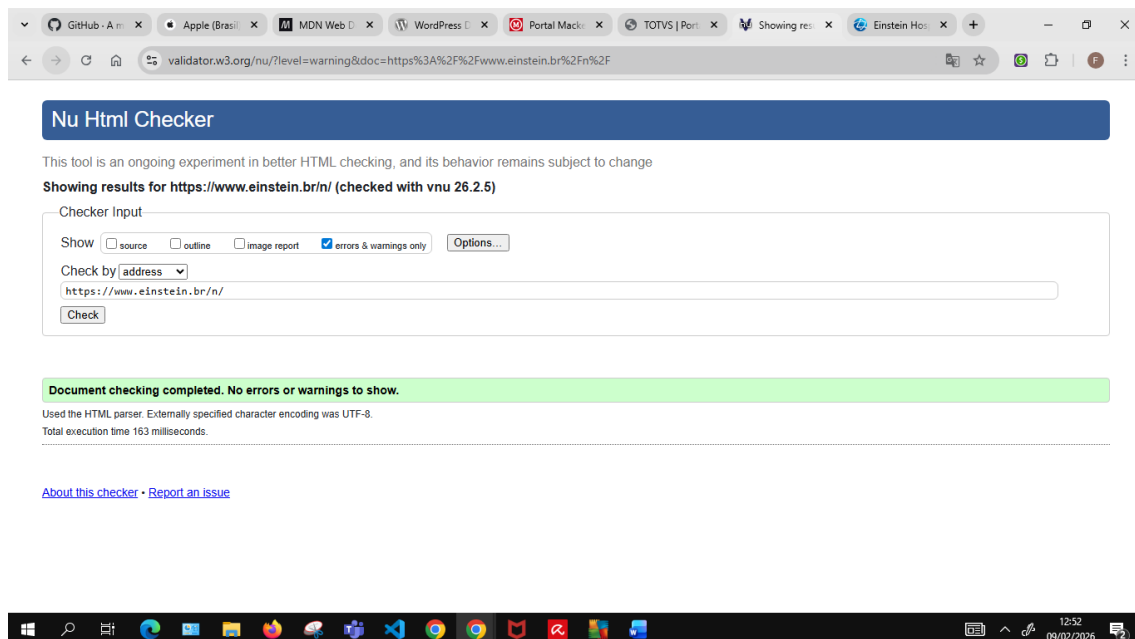 GitHub - A m
Apple (Brasil
MDN Web D
WordPress D
Portal Macke
TOTVS | Port
Showing res
Einstein Hos
validator.w3.org/nu/?level=warning&doc=https%3A%2F%2Fwww.einstein.br%2Fn%2F
F
Nu Html Checker
This tool is an ongoing experiment in better HTML checking, and its behavior remains subject to change
Showing results for https://www.einstein.br/n/ (checked with vnu 26.2.5)
Checker Input
Show source outline image report errors & warnings only Options...
Check by address
https://www.einstein.br/n/
Check
Document checking completed. No errors or warnings to show.
Used the HTML parser. Externally specified character encoding was UTF-8.
Total execution time 163 milliseconds.
About this checker • Report an issue
12:52
09/02/2026
2